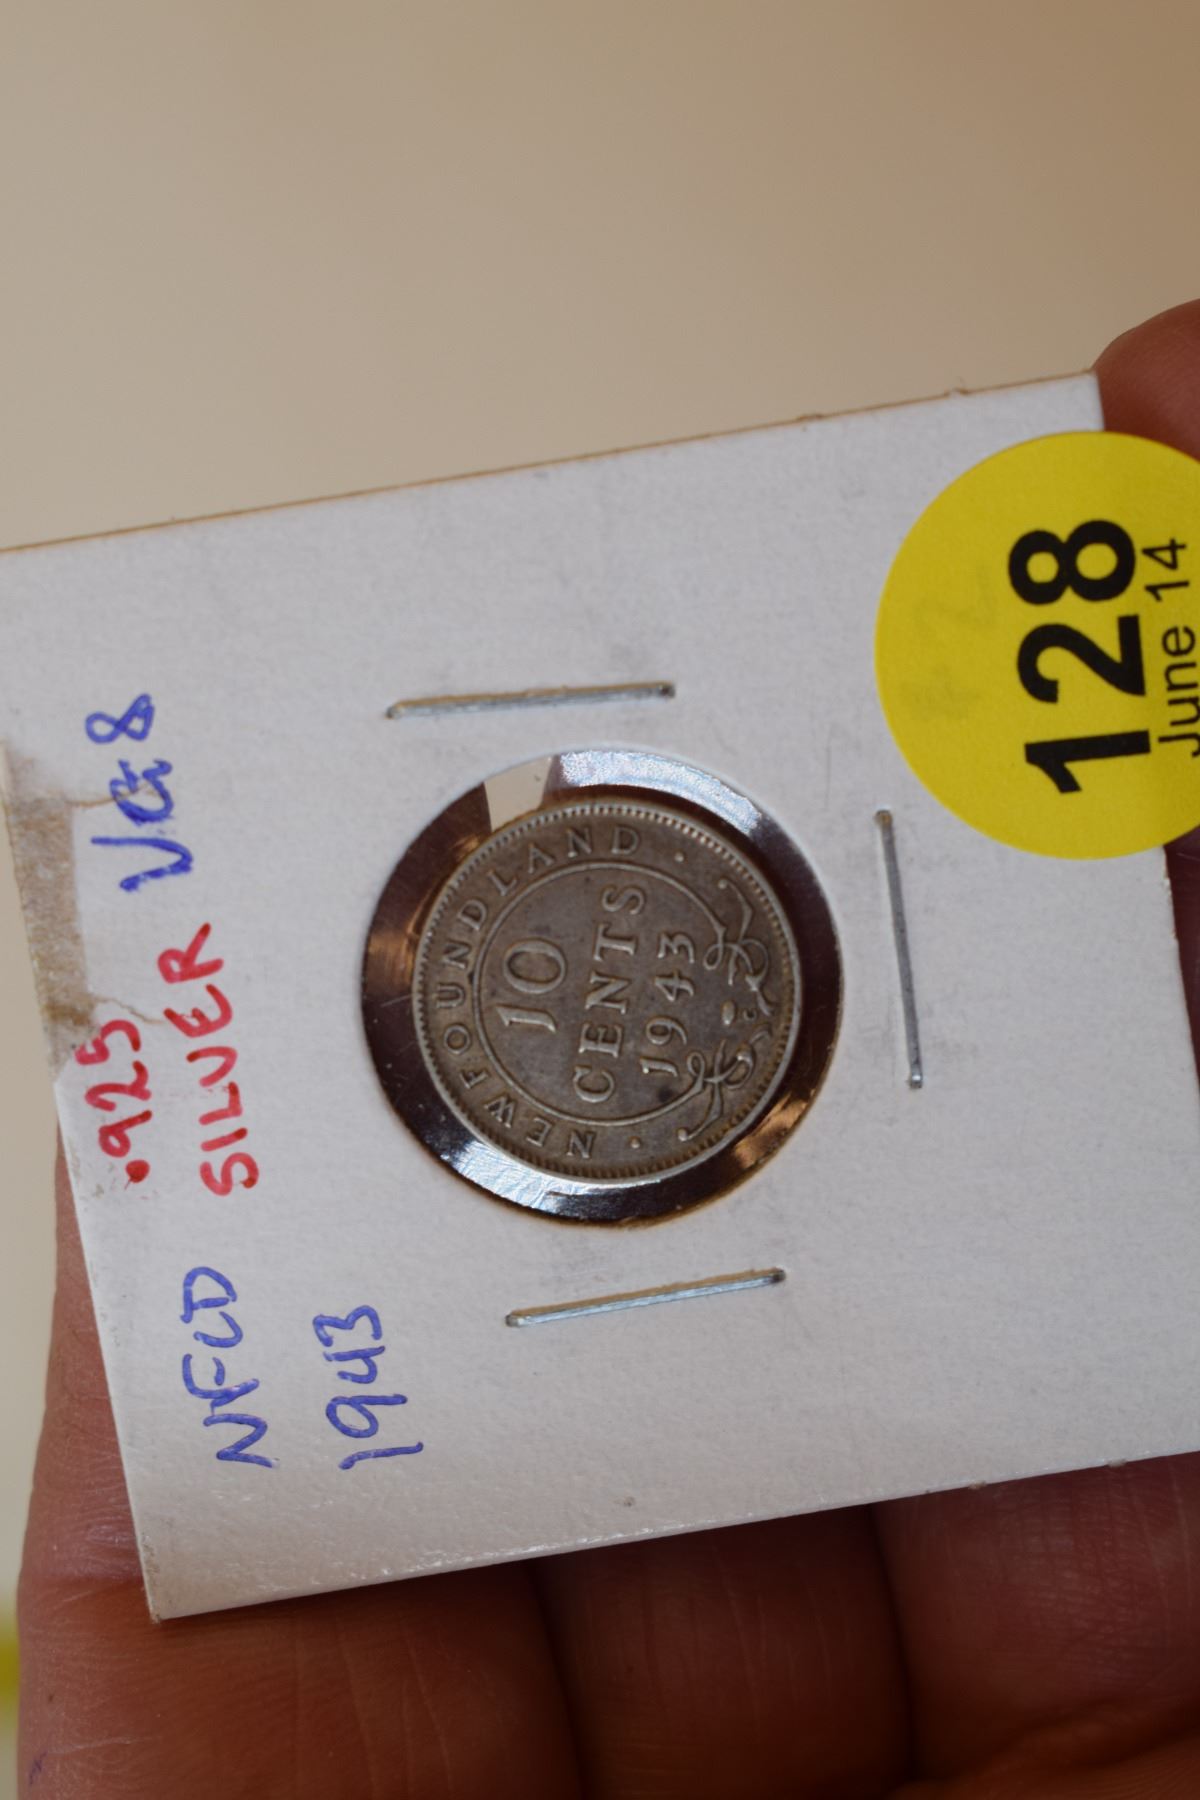 NFLD
1943
.925
SILVER
VG8
NEWFOUNDLAND
10
CENTS
1943
C
128
June 14